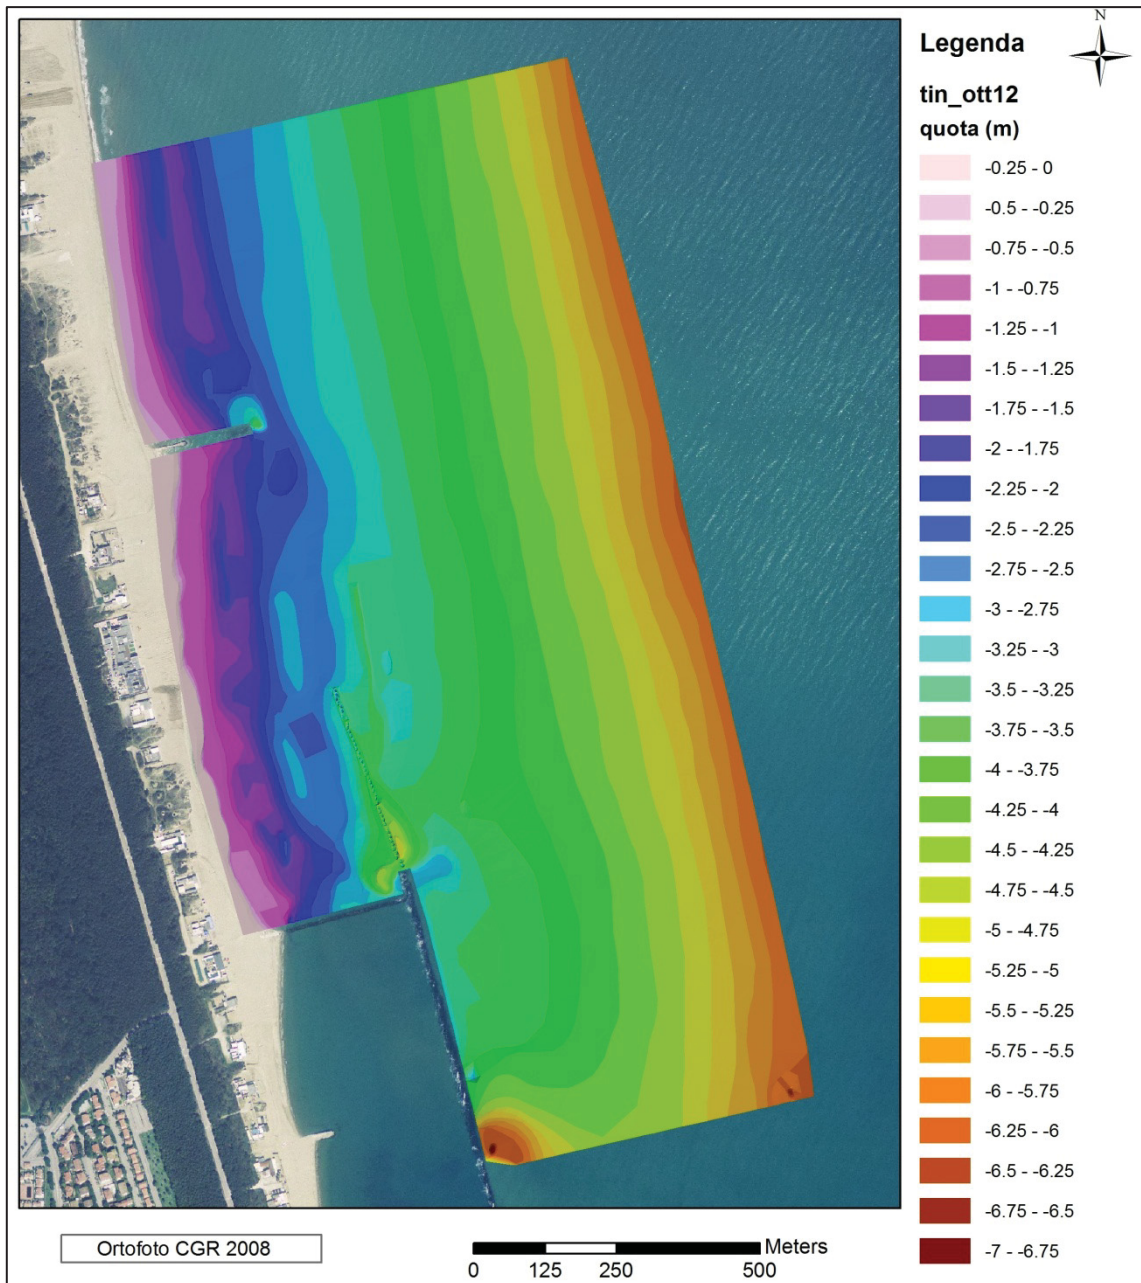 N
Legenda
tin_ott12
quota (m)
-0.25 - 0
-0.5 - -0.25
-0.75 - -0.5
-1 - -0.75
-1.25 - -1
-1.5 - -1.25
-1.75 - -1.5
-2 - -1.75
-2.25 - -2
-2.5 - -2.25
-2.75 - -2.5
-3 - -2.75
-3.25 - -3
-3.5 - -3.25
-3.75 - -3.5
-4 - -3.75
-4.25 - -4
-4.5 - -4.25
-4.75 - -4.5
-5 - -4.75
-5.25 - -5
-5.5 - -5.25
-5.75 - -5.5
-6 - -5.75
-6.25 - -6
-6.5 - -6.25
-6.75 - -6.5
-7 - -6.75
Ortofoto CGR 2008
Meters
0 125 250 500